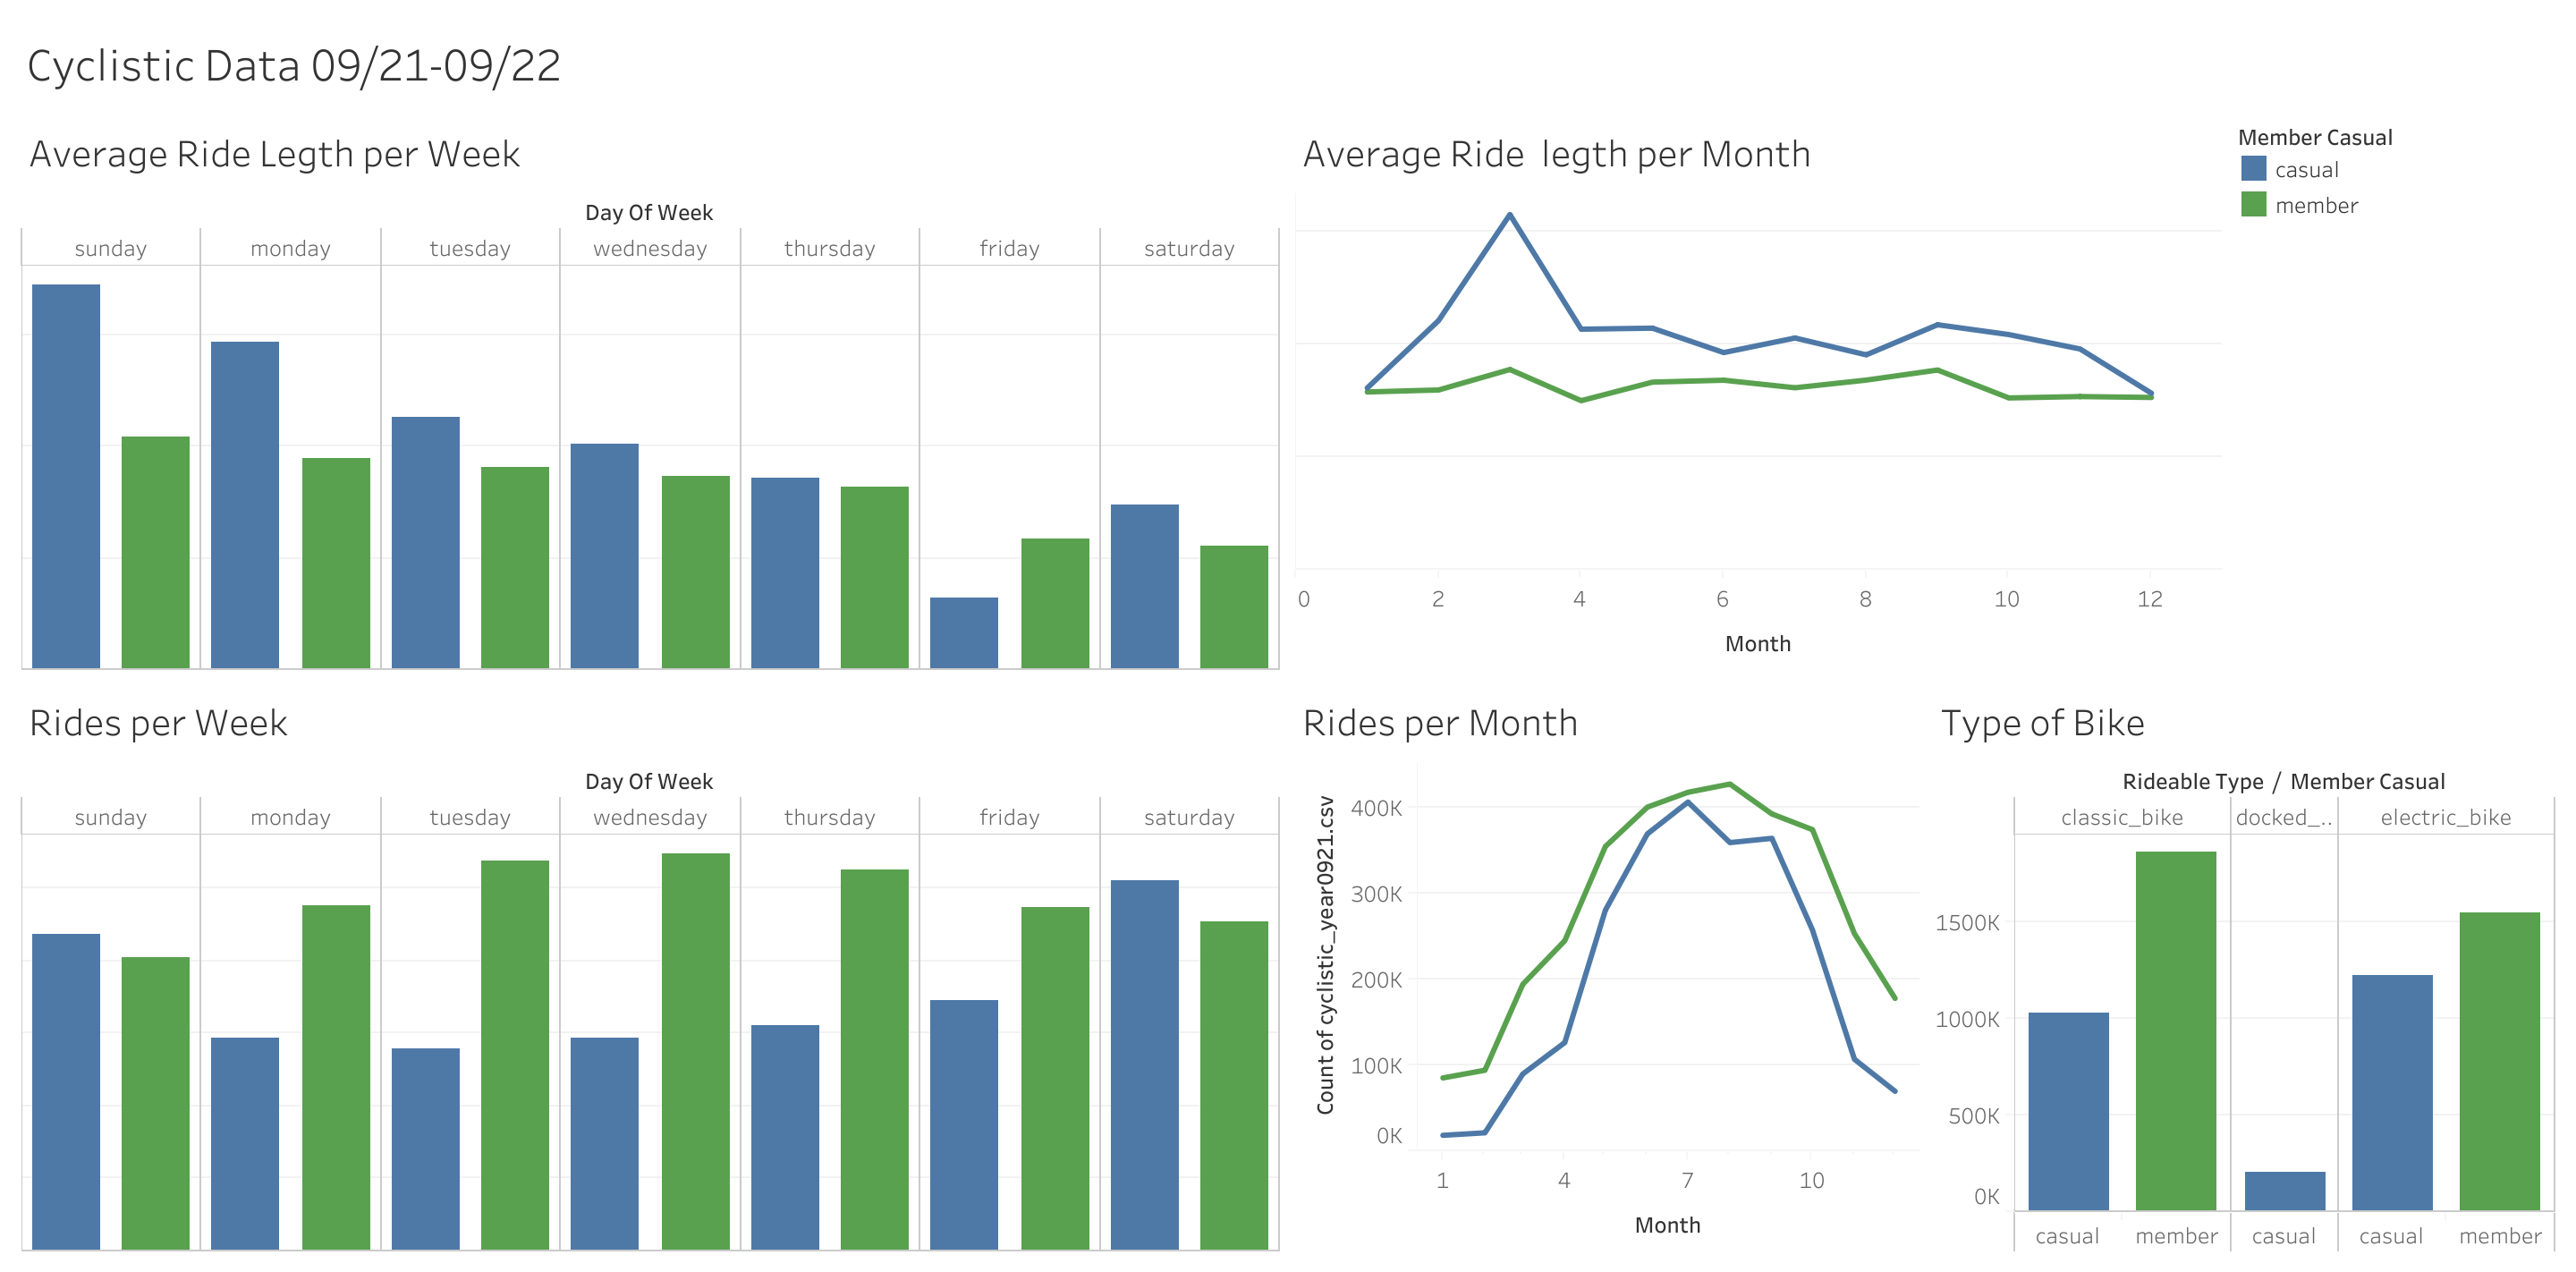 Cyclistic Data 09/21-09/22
Average Ride Legth per Week
Day Of Week
sunday monday tuesday wednesday thursday friday saturday
Average Ride  legth per Month
0 2 4 6 8 10 12
Month
Member Casual
casual
member
Rides per Week
Day Of Week
sunday monday tuesday wednesday thursday friday saturday
Rides per Month
Count of cyclistic_year0921.csv
400K
300K
200K
100K
0K
1 4 7 10
Month
Type of Bike
Rideable Type / Member Casual
classic_bike docked_.. electric_bike
1500K
1000K
500K
0K
casual member casual casual member